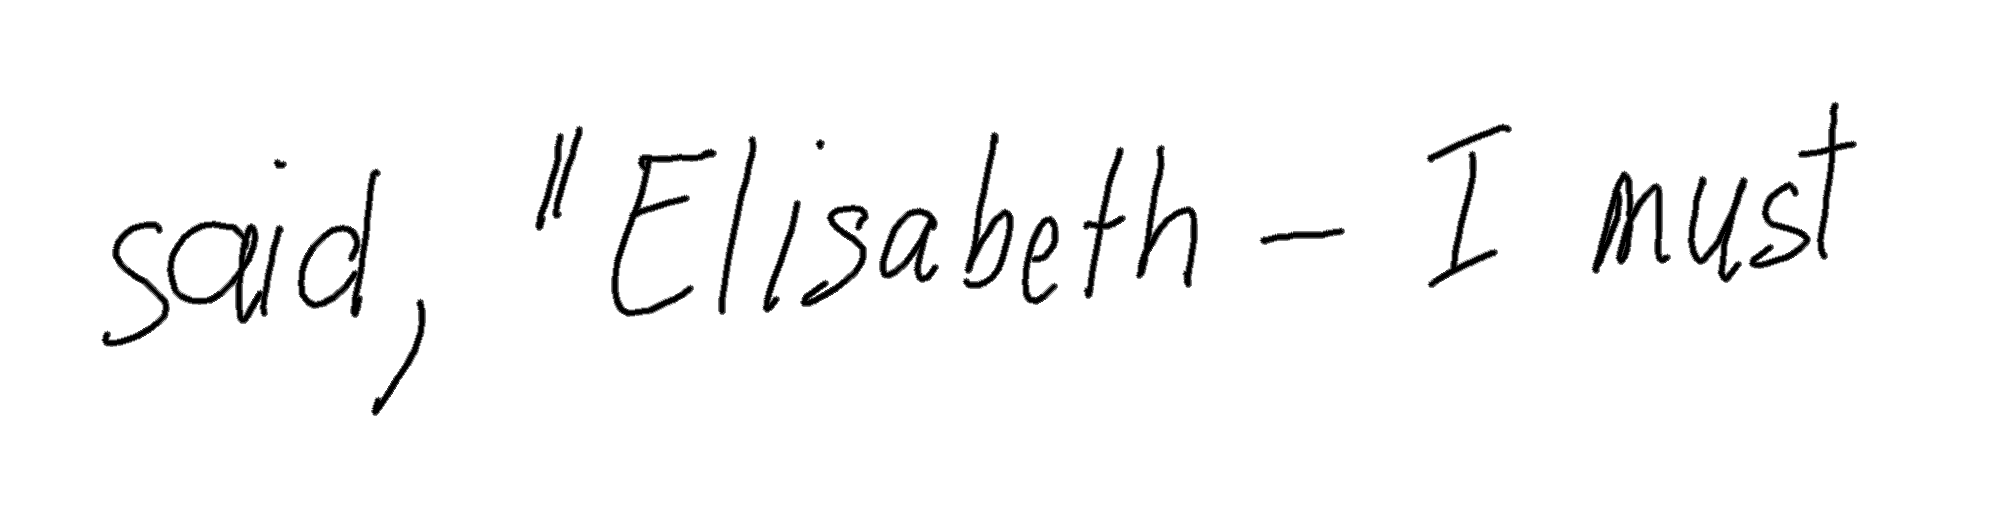 said, "Elisabeth – I must